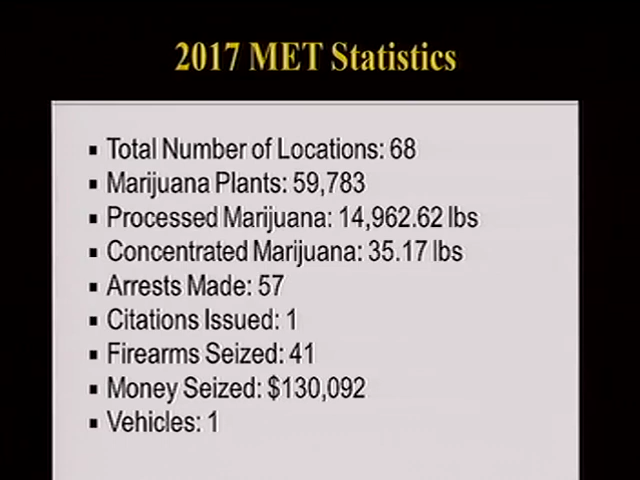 2017 MET Statistics
▪ Total Number of Locations: 68
▪ Marijuana Plants: 59,783
▪ Processed Marijuana: 14,962.62 lbs
▪ Concentrated Marijuana: 35.17 lbs
▪ Arrests Made: 57
▪ Citations Issued: 1
▪ Firearms Seized: 41
▪ Money Seized: $130,092
▪ Vehicles: 1